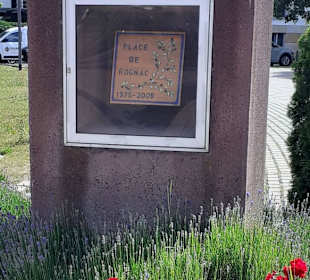 PLACE
DE
ROGNAC
1975-2005